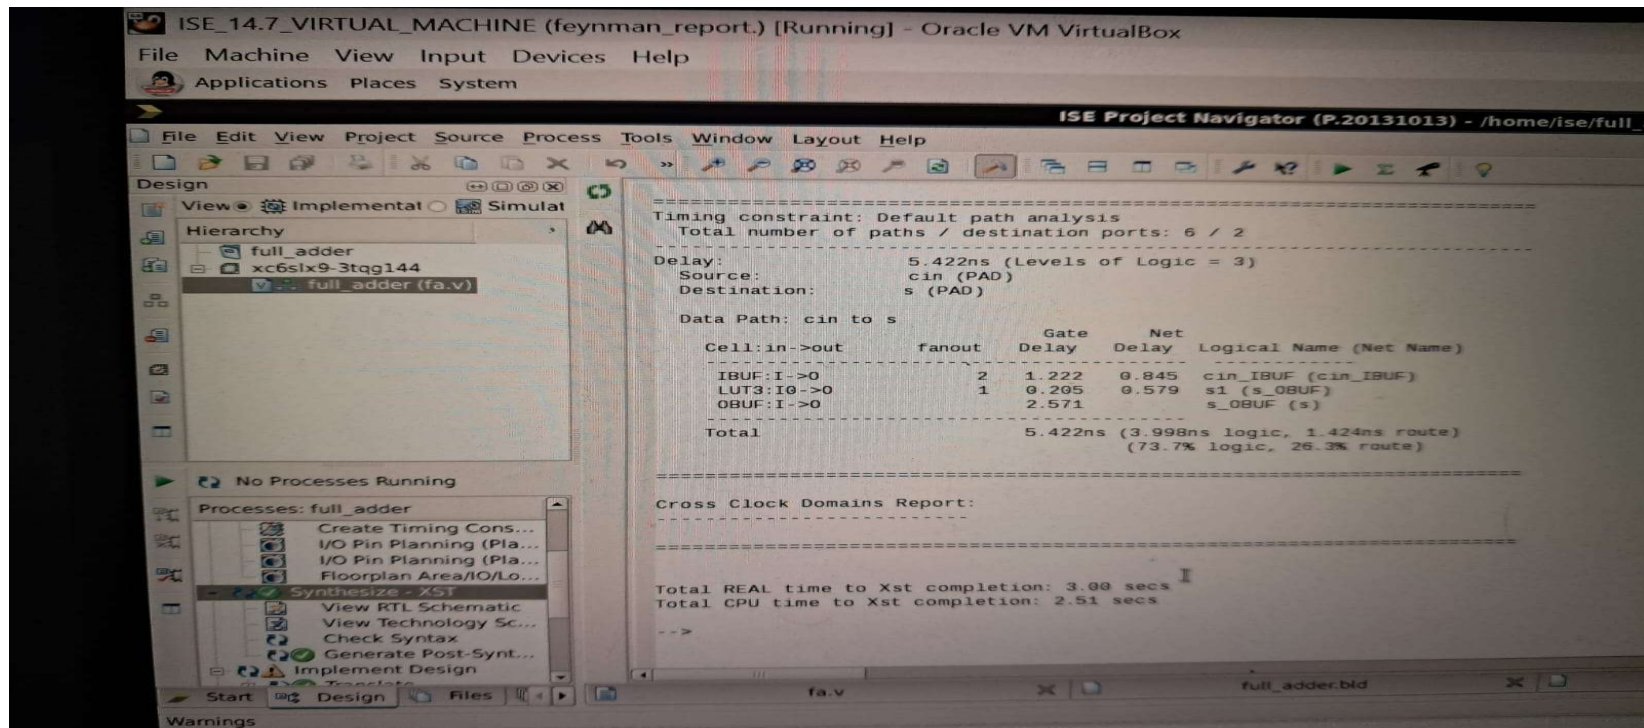 ISE_14.7_VIRTUAL_MACHINE (feynman_report.) [Running] - Oracle VM VirtualBox
File Machine View Input Devices Help
Applications Places System
ISE Project Navigator (P.20131013) - /home/ise/full_
File Edit View Project Source Process Tools Window Layout Help
Design
View Implementat Simulat
Hierarchy
full_adder
xc6slx9-3tqg144
full_adder (fa.v)
No Processes Running
Processes: full_adder
Create Timing Cons...
I/O Pin Planning (Pla...
I/O Pin Planning (Pla...
Floorplan Area/IO/Lo...
Synthesize - XST
View RTL Schematic
View Technology Sc...
Check Syntax
Generate Post-Synt...
Implement Design
Translate
Start Design Files
Warnings
=========================================================================
Timing constraint: Default path analysis
Total number of paths / destination ports: 6 / 2
-------------------------------------------------------------------------
Delay: 5.422ns (Levels of Logic = 3)
Source: cin (PAD)
Destination: s (PAD)
Data Path: cin to s
Gate Net
Cell:in->out fanout Delay Delay Logical Name (Net Name)
----------------------------------------
IBUF:I->O 2 1.222 0.845 cin_IBUF (cin_IBUF)
LUT3:I0->O 1 0.205 0.579 s1 (s_OBUF)
OBUF:I->O 2.571 s_OBUF (s)
----------------------------------------
Total 5.422ns (3.998ns logic, 1.424ns route)
(73.7% logic, 26.3% route)
=========================================================================
Cross Clock Domains Report:
--------------------------
=========================================================================
Total REAL time to Xst completion: 3.00 secs
Total CPU time to Xst completion: 2.51 secs
-->
fa.v full_adder.bld